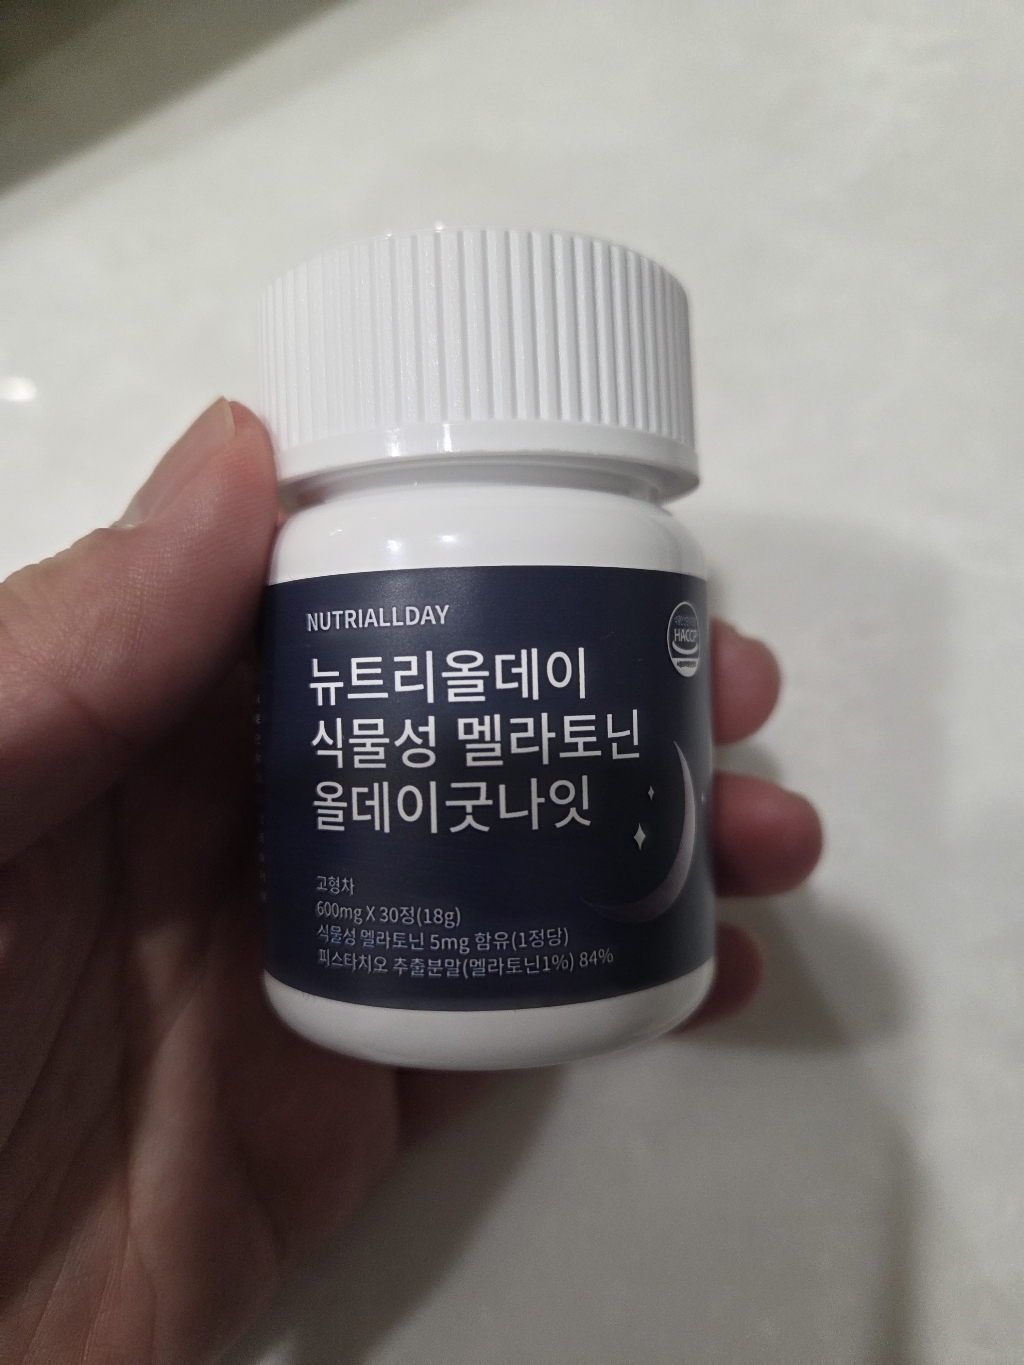 NUTRIALLDAY
HACCP
뉴트리올데이
식물성 멜라토닌
올데이굿나잇
고형차
600mg X 30정(18g)
식물성 멜라토닌 5mg 함유(1정당)
피스타치오 추출분말(멜라토닌1%) 84%